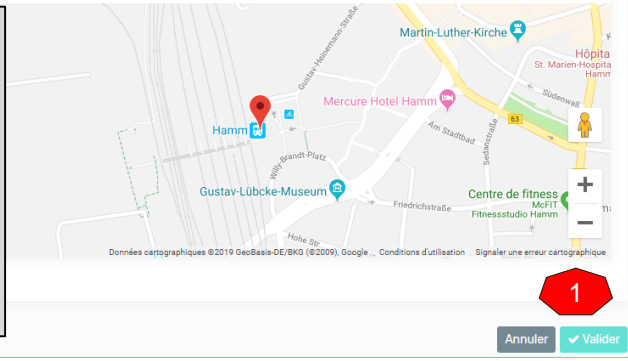 Martin-Luther-Kirche
Gustav-Heinemann-Straße
Hôpita
St. Marien-Hospita
Hamm
Mercure Hotel Hamm
Südenwall
63
Hamm
Am Stadtbad
Sedanstraße
Willy-Brandt-Platz
Gustav-Lübcke-Museum
Centre de fitness
McFIT
Fitnessstudio Hamm
Friedrichstraße
Hohe Str.
Données cartographiques ©2019 GeoBasis-DE/BKG (©2009), Google
Conditions d'utilisation
Signaler une erreur cartographique
1
Annuler
Valider